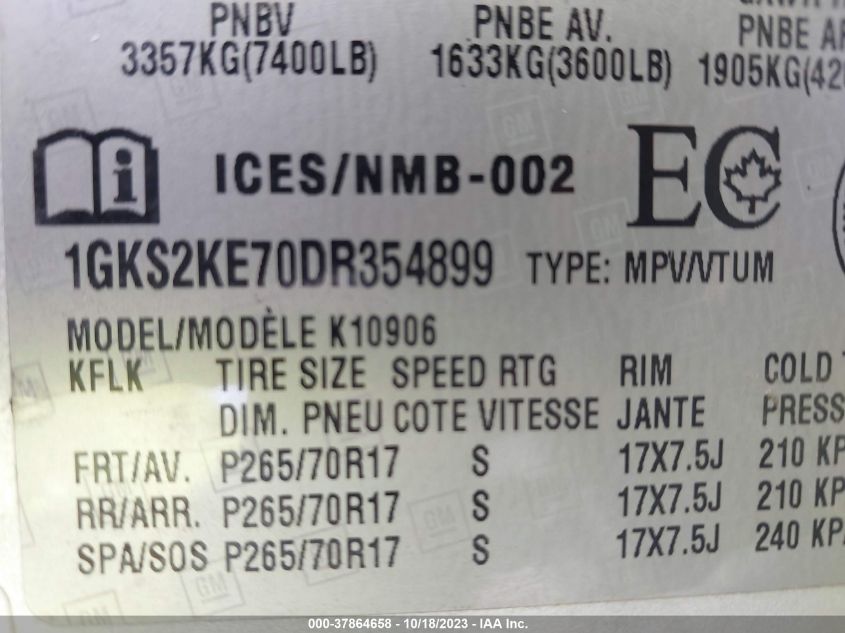 PNBV PNBE AV. PNBE
3357KG(7400LB) 1633KG(3600LB) 1905KG(42
ICES/NMB-002 EC
1GKS2KE70DR354899 TYPE: MPV/VTUM
MODEL/MODÈLE K10906
KFLK TIRE SIZE SPEED RTG RIM COLD
DIM. PNEU COTE VITESSE JANTE PRESS
FRT/AV. P265/70R17 S 17X7.5J 210 KP
RR/ARR. P265/70R17 S 17X7.5J 210 KP
SPA/SOS P265/70R17 S 17X7.5J 240 KPA
000-37864658 - 10/18/2023 - IAA Inc.